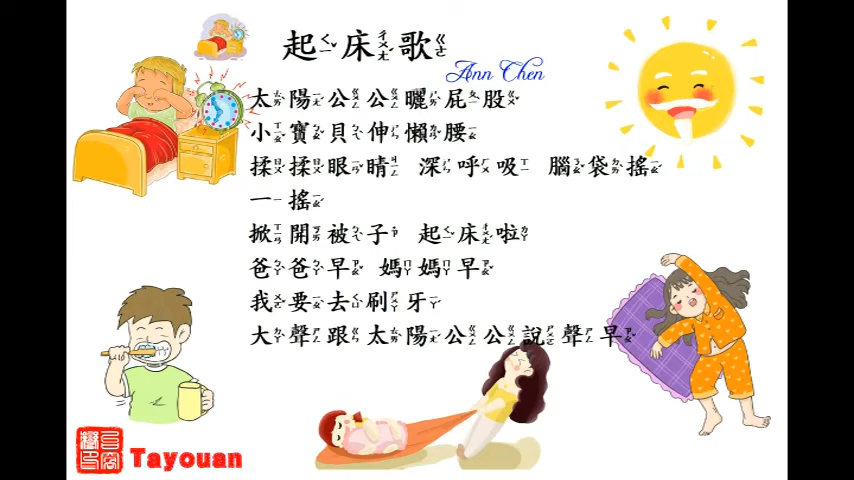 起床歌
Ann Chen
太陽公公曬屁股
小寶貝伸懶腰
揉揉眼睛 深呼吸 腦袋搖
一搖
掀開被子 起床啦
爸爸早 媽媽早
我要去刷牙
大聲跟太陽公公說聲早
Tayouan